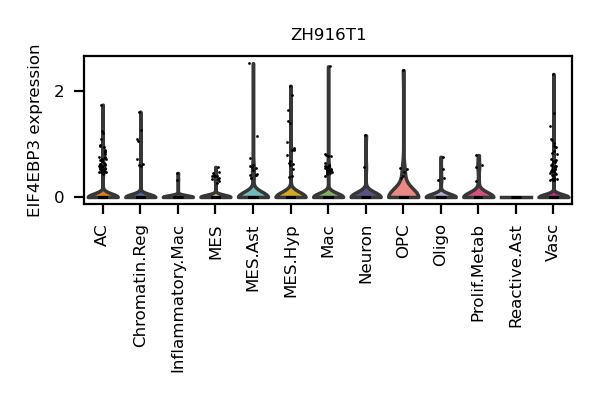 ZH916T1
EIF4EBP3 expression
2
0
AC
Chromatin.Reg
Inflammatory.Mac
MES
MES.Ast
MES.Hyp
Mac
Neuron
OPC
Oligo
Prolif.Metab
Reactive.Ast
Vasc